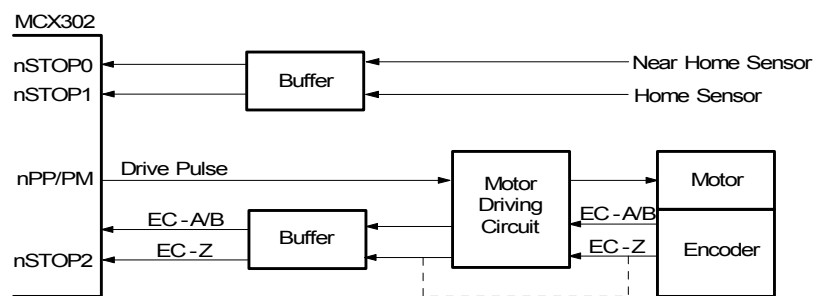 MCX302
nSTOP0
Near Home Sensor
Buffer
nSTOP1
Home Sensor
nPP/PM
Drive Pulse
Motor
Driving
Circuit
Motor
EC-A/B
EC-A/B
Buffer
EC-Z
EC-Z
Encoder
nSTOP2